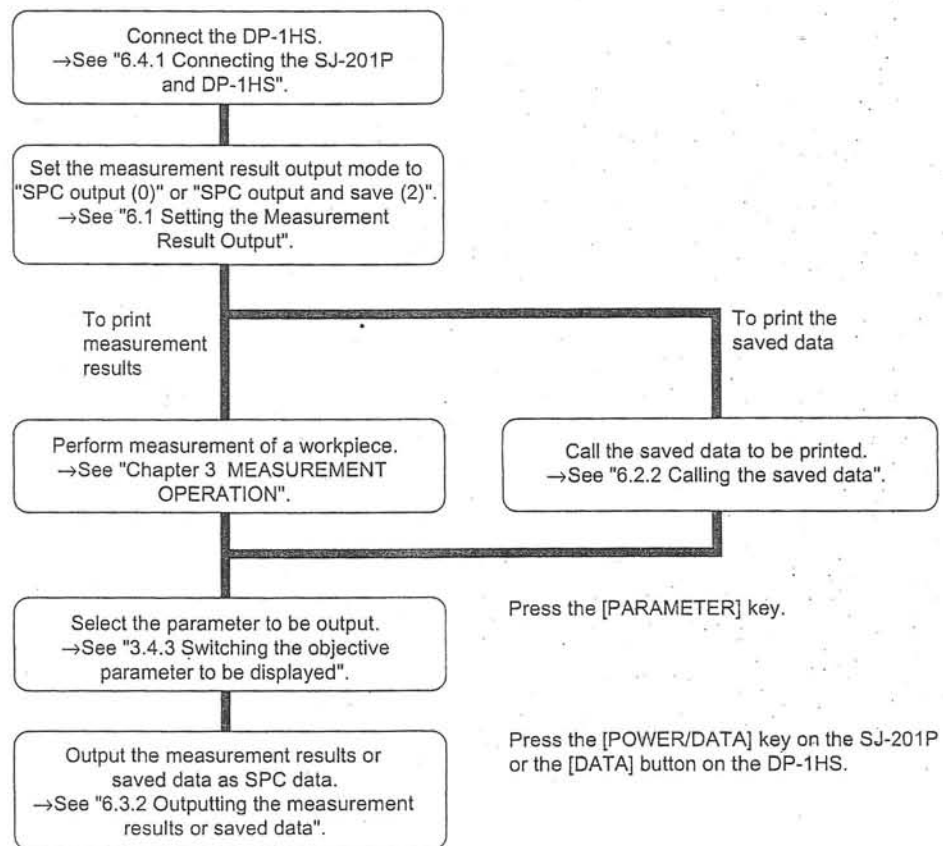 Connect the DP-1HS.
→See "6.4.1 Connecting the SJ-201P
and DP-1HS".
Set the measurement result output mode to
"SPC output (0)" or "SPC output and save (2)".
→See "6.1 Setting the Measurement
Result Output".
To print
measurement
results
To print the
saved data
Perform measurement of a workpiece.
→See "Chapter 3 MEASUREMENT
OPERATION".
Call the saved data to be printed.
→See "6.2.2 Calling the saved data".
Select the parameter to be output.
→See "3.4.3 Switching the objective
parameter to be displayed".
Press the [PARAMETER] key.
Output the measurement results or
saved data as SPC data.
→See "6.3.2 Outputting the measurement
results or saved data".
Press the [POWER/DATA] key on the SJ-201P
or the [DATA] button on the DP-1HS.